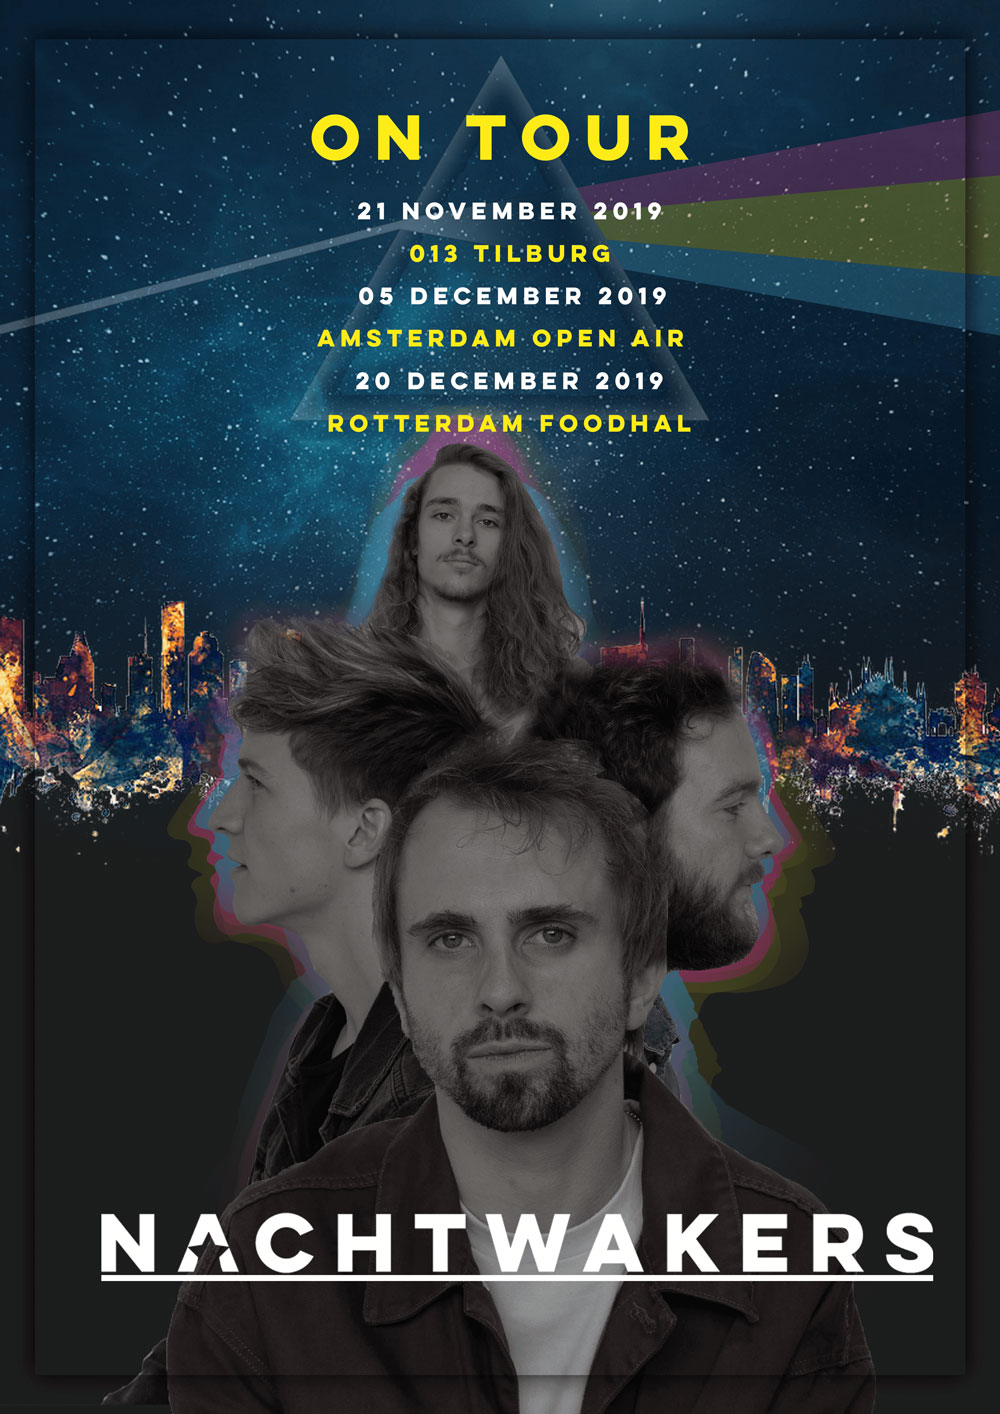 ON TOUR
21 NOVEMBER 2019
013 TILBURG
05 DECEMBER 2019
AMSTERDAM OPEN AIR
20 DECEMBER 2019
ROTTERDAM FOODHAL
NACHTWAKERS